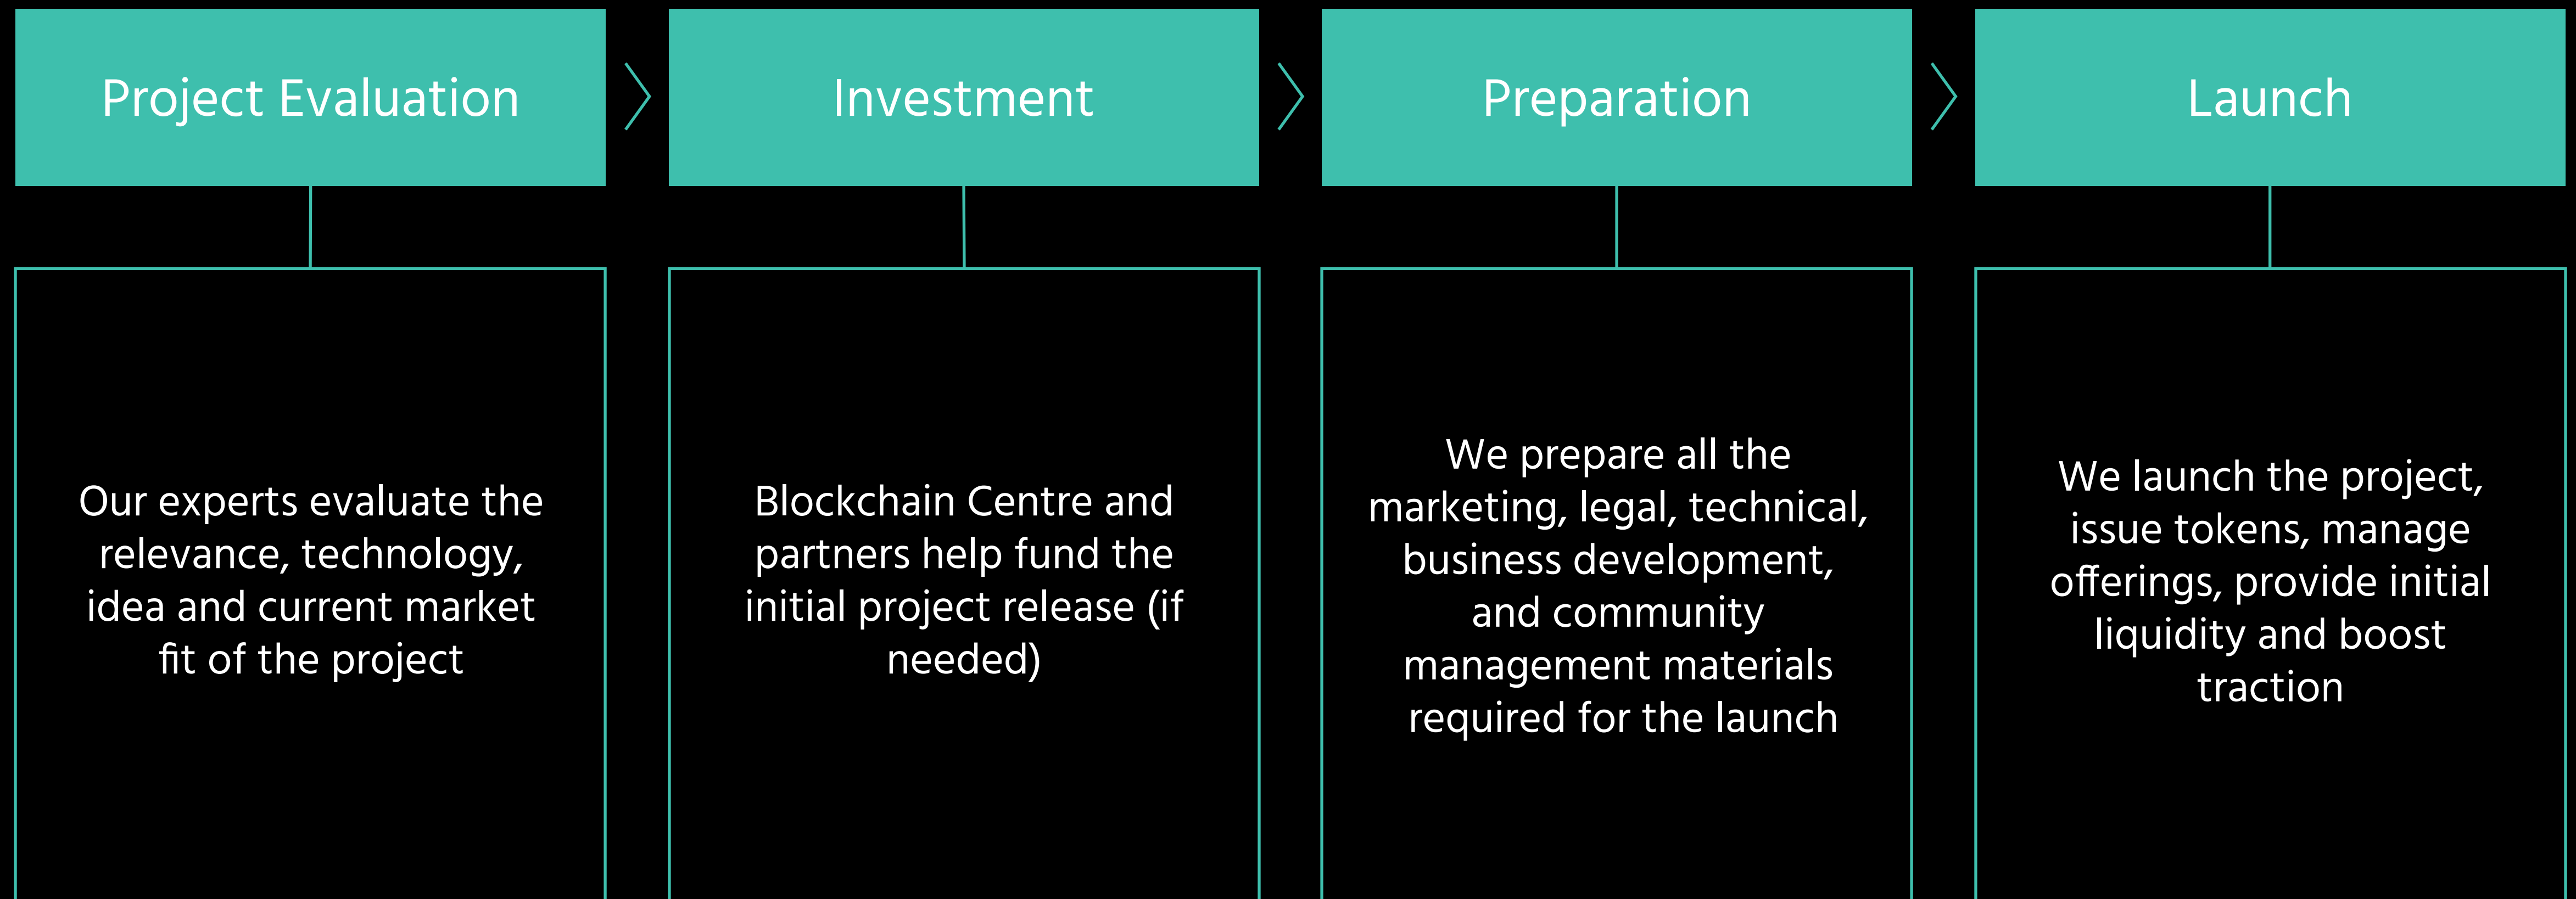 Project Evaluation
Investment
Preparation
Launch
Our experts evaluate the
relevance, technology,
idea and current market
fit of the project
Blockchain Centre and
partners help fund the
initial project release (if
needed)
We prepare all the
marketing, legal, technical,
business development,
and community
management materials
required for the launch
We launch the project,
issue tokens, manage
offerings, provide initial
liquidity and boost
traction